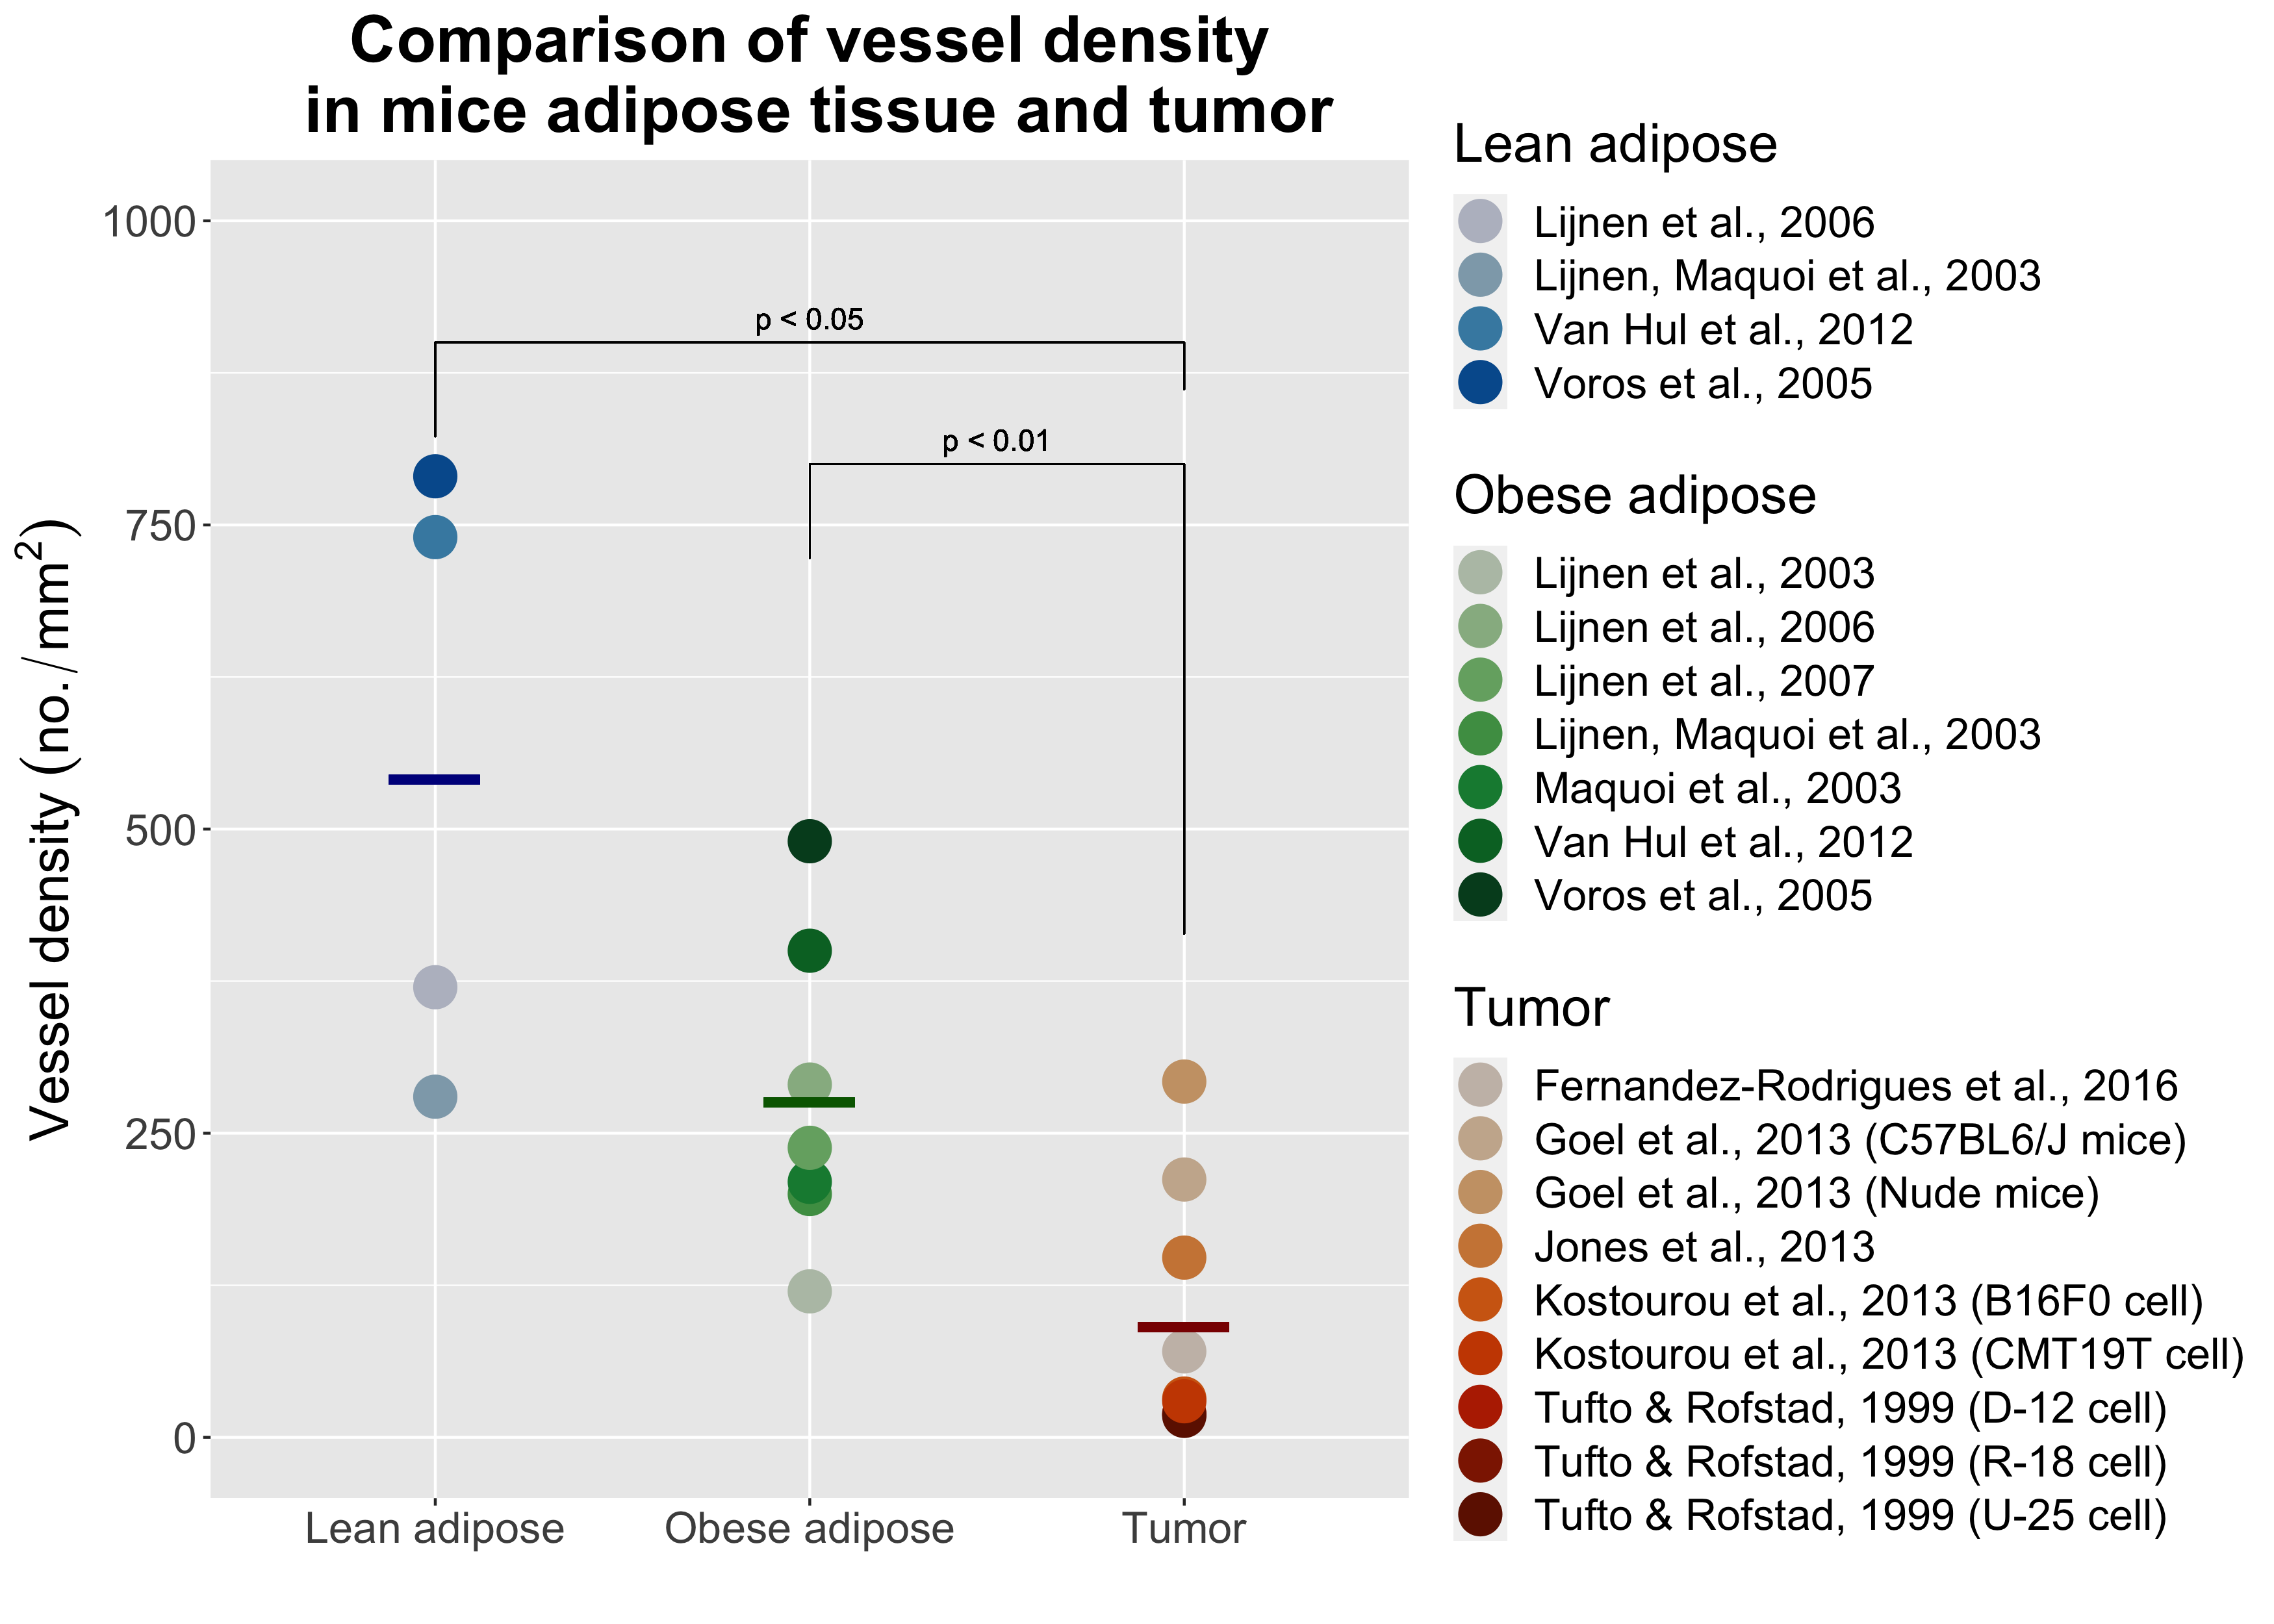 Comparison of vessel density
in mice adipose tissue and tumor
Vessel density (no./mm²)
1000
750
500
250
0
p < 0.05
p < 0.01
Lean adipose
Obese adipose
Tumor
Lean adipose
Lijnen et al., 2006
Lijnen, Maquoi et al., 2003
Van Hul et al., 2012
Voros et al., 2005
Obese adipose
Lijnen et al., 2003
Lijnen et al., 2006
Lijnen et al., 2007
Lijnen, Maquoi et al., 2003
Maquoi et al., 2003
Van Hul et al., 2012
Voros et al., 2005
Tumor
Fernandez-Rodrigues et al., 2016
Goel et al., 2013 (C57BL6/J mice)
Goel et al., 2013 (Nude mice)
Jones et al., 2013
Kostourou et al., 2013 (B16F0 cell)
Kostourou et al., 2013 (CMT19T cell)
Tufto & Rofstad, 1999 (D-12 cell)
Tufto & Rofstad, 1999 (R-18 cell)
Tufto & Rofstad, 1999 (U-25 cell)